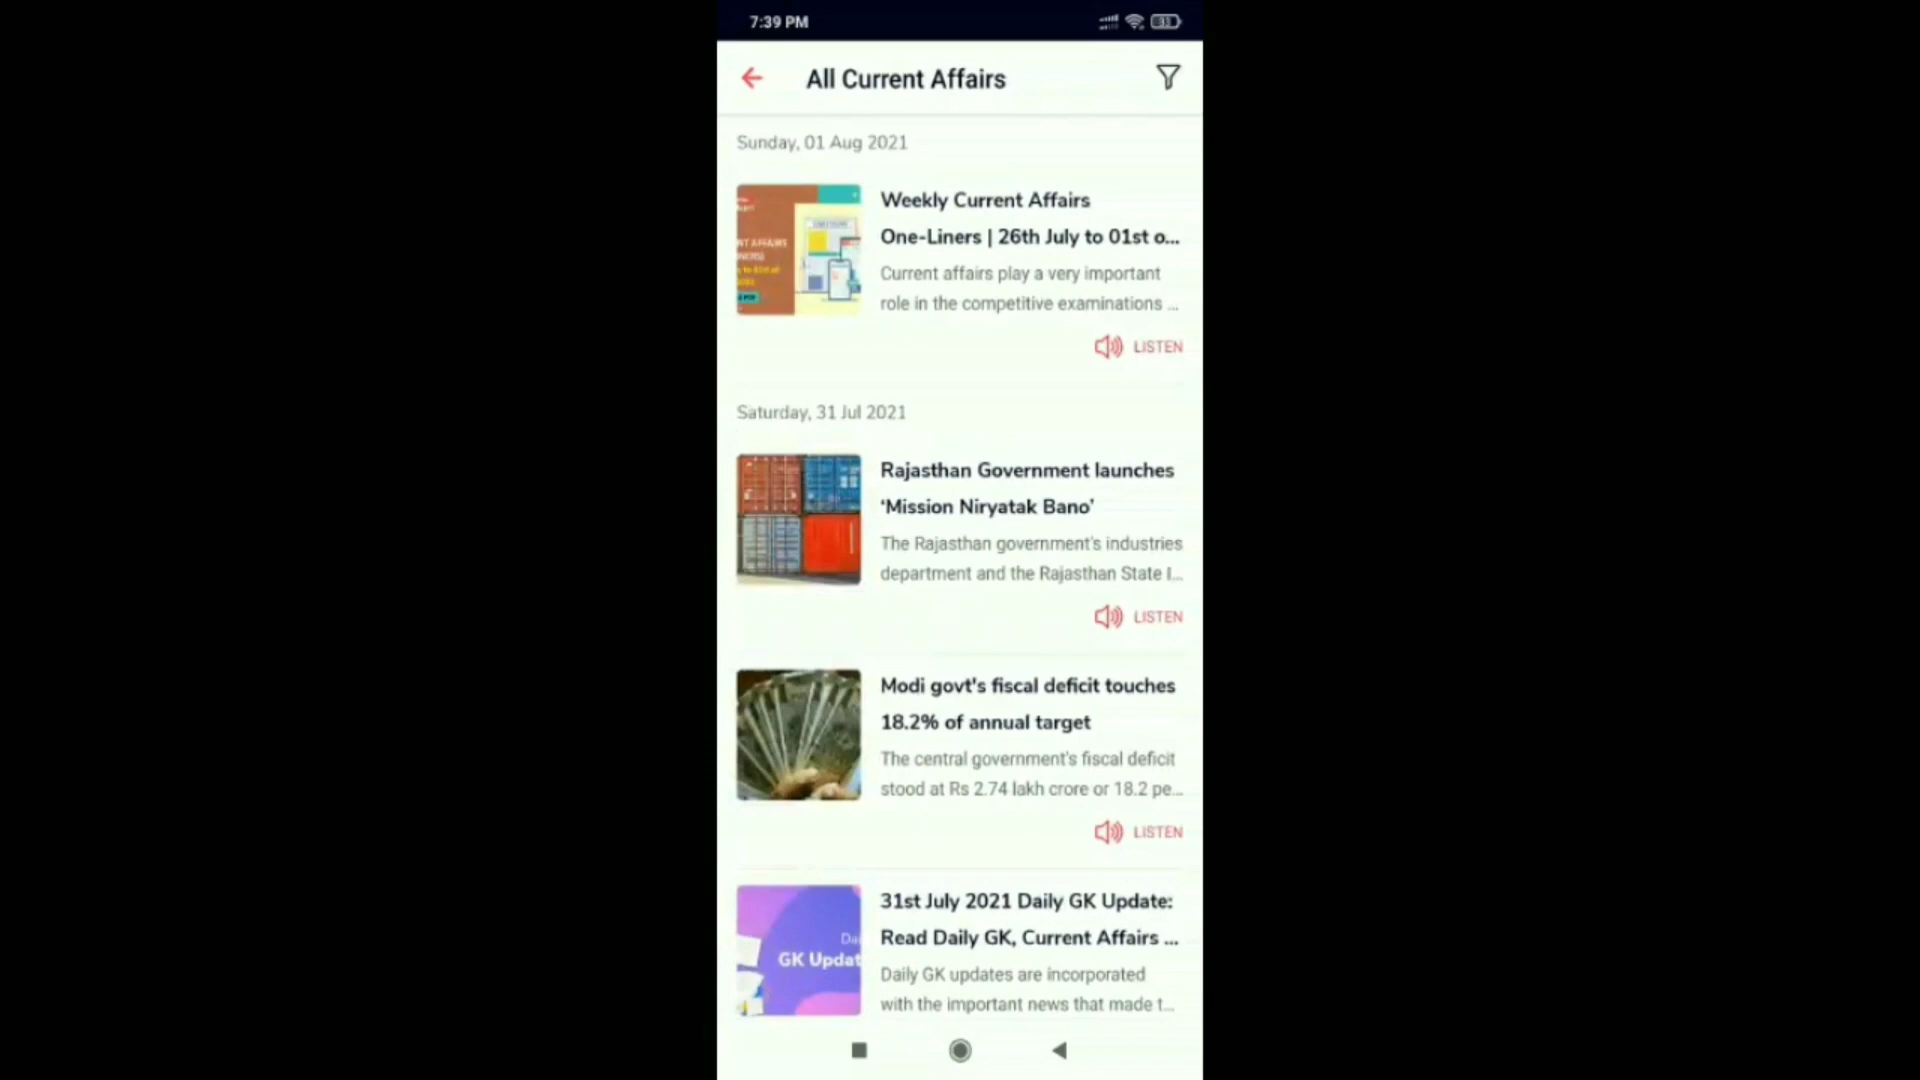 7:39 PM
33
All Current Affairs
Sunday, 01 Aug 2021
Weekly Current Affairs
One-Liners | 26th July to 01st o...
Current affairs play a very important
role in the competitive examinations ...
LISTEN
Saturday, 31 Jul 2021
Rajasthan Government launches
‘Mission Niryatak Bano’
The Rajasthan government's industries
department and the Rajasthan State I...
LISTEN
Modi govt's fiscal deficit touches
18.2% of annual target
The central government's fiscal deficit
stood at Rs 2.74 lakh crore or 18.2 pe...
LISTEN
31st July 2021 Daily GK Update:
Read Daily GK, Current Affairs ...
Dai
GK Updat
Daily GK updates are incorporated
with the important news that made t...